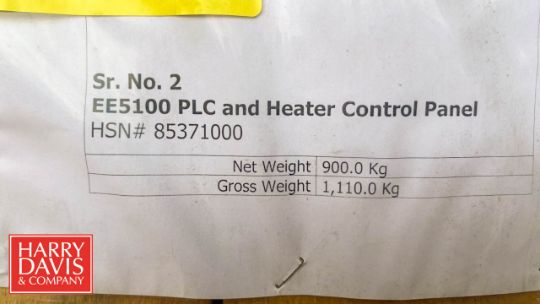 Sr. No. 2
EE5100 PLC and Heater Control Panel
HSN# 85371000
Net Weight 900.0 Kg
Gross Weight 1,110.0 Kg
HARRY
DAVIS
& COMPANY